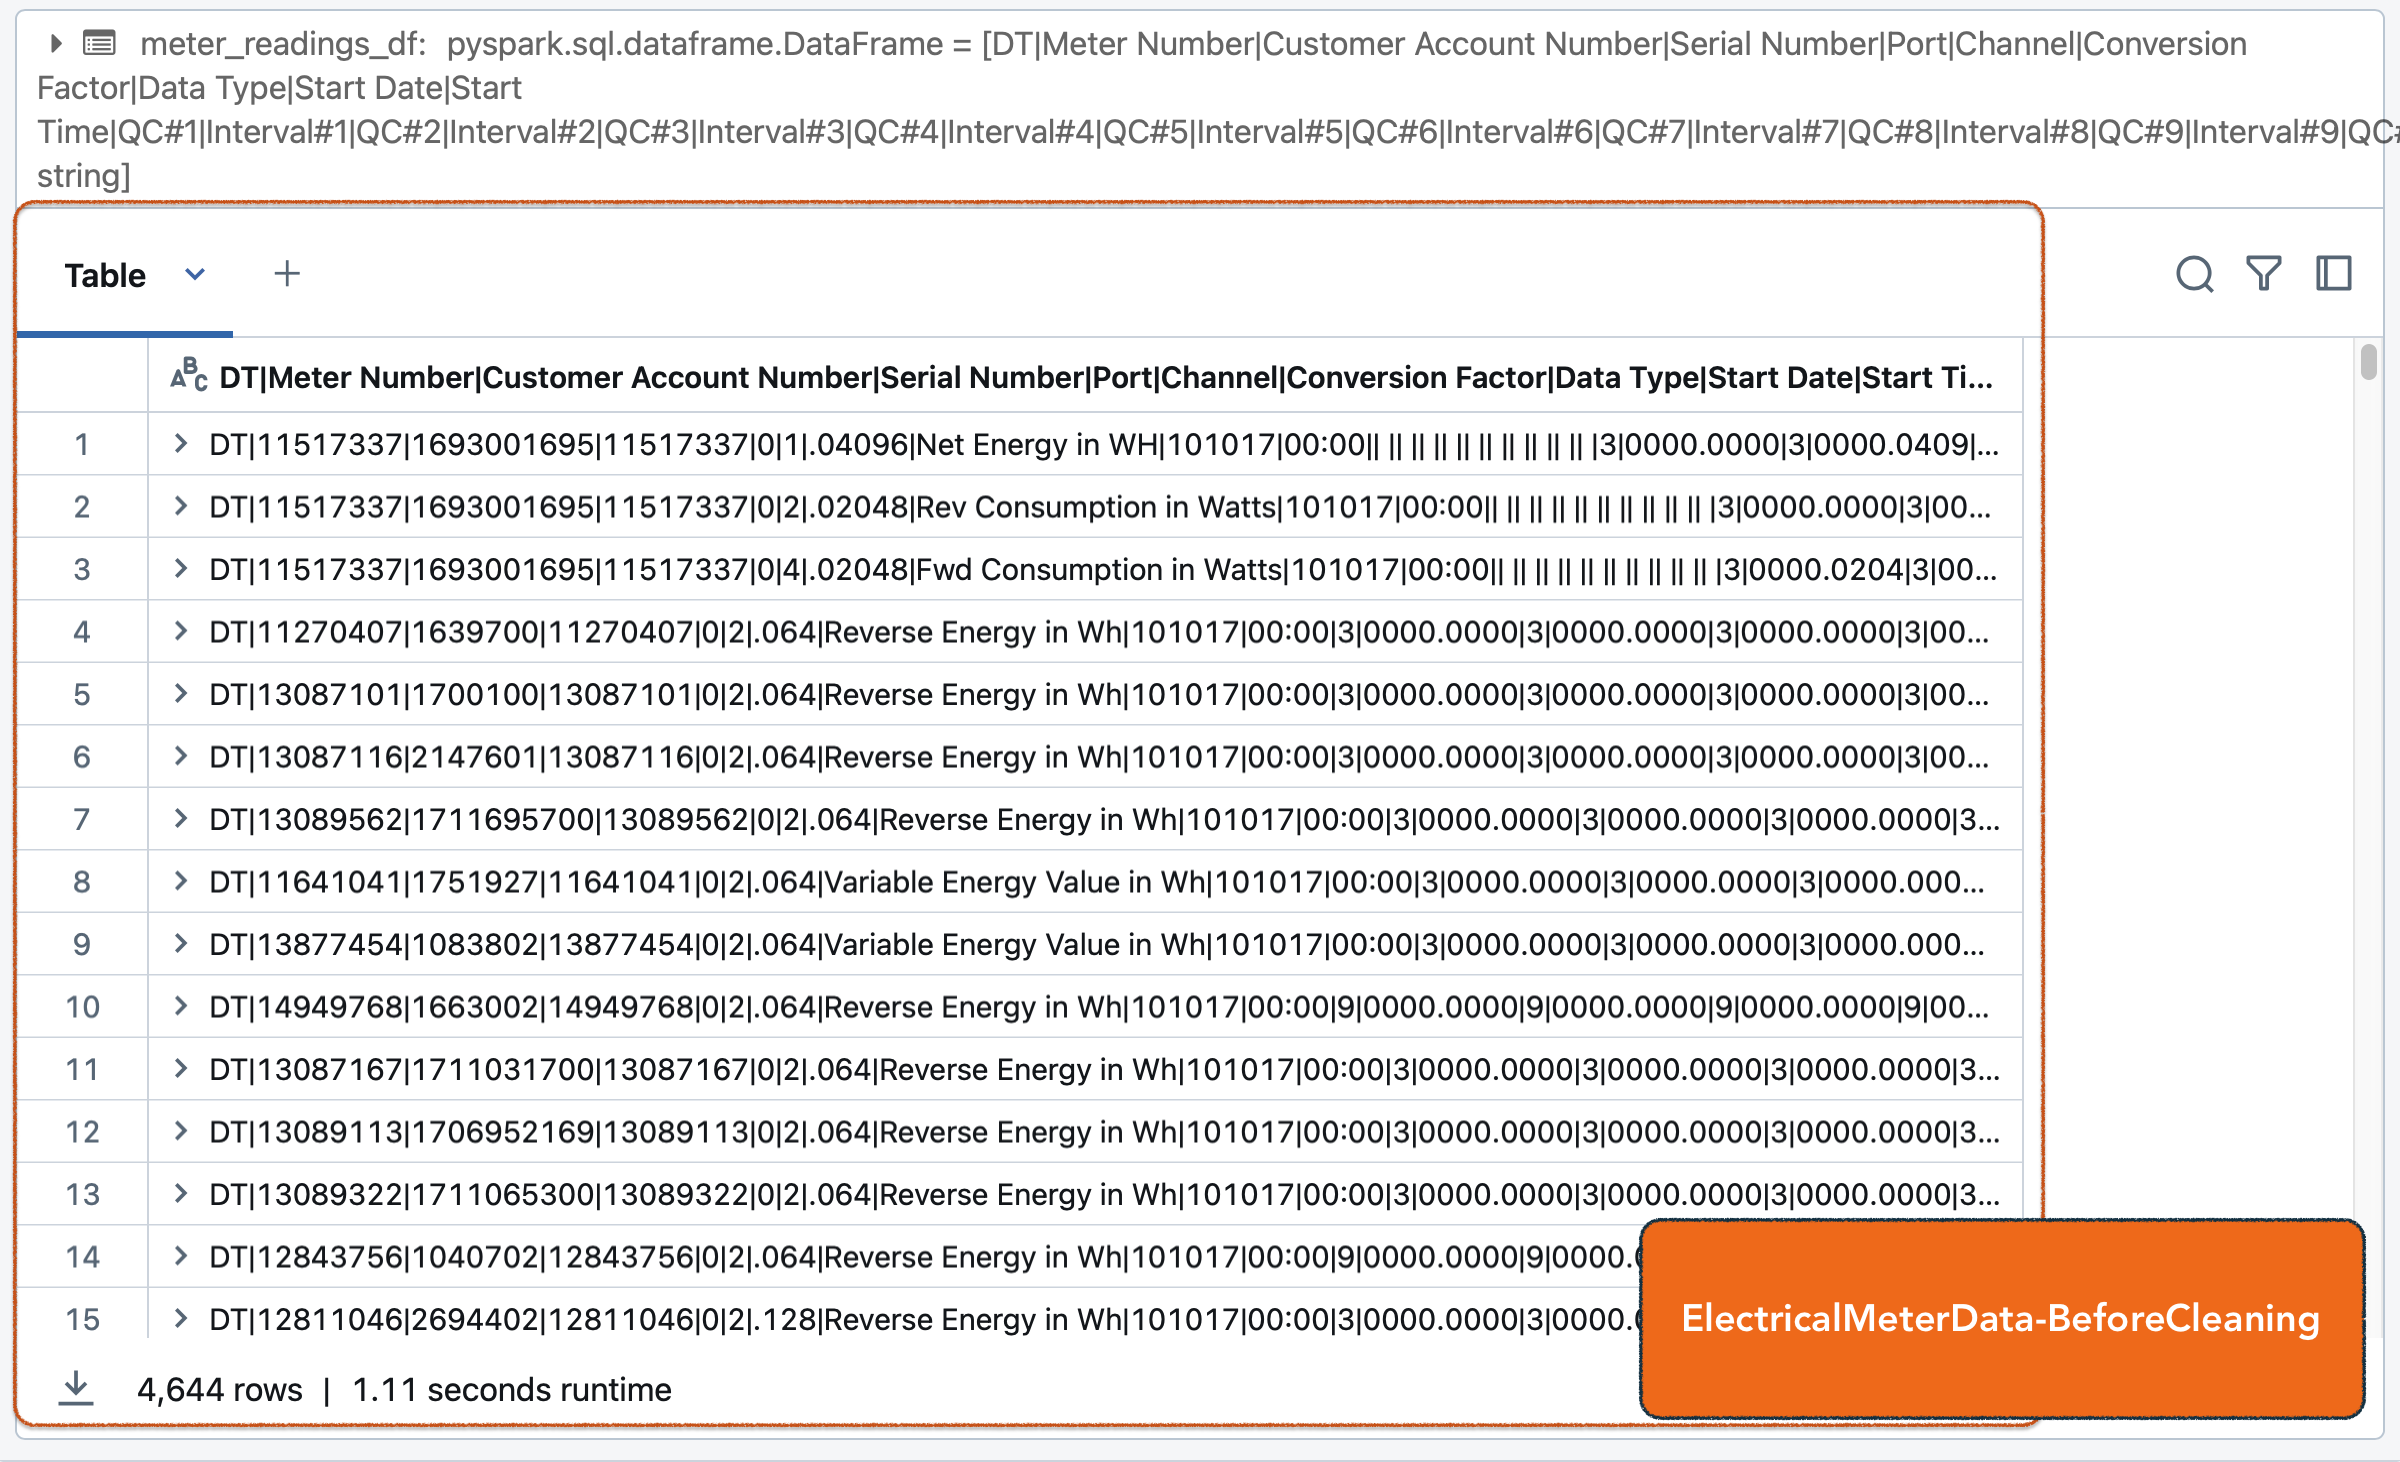 meter_readings_df: pyspark.sql.dataframe.DataFrame = [DT|Meter Number|Customer Account Number|Serial Number|Port|Channel|Conversion
Factor|Data Type|Start Date|Start
Time|QC#1|Interval#1|QC#2|Interval#2|QC#3|Interval#3|QC#4|Interval#4|QC#5|Interval#5|QC#6|Interval#6|QC#7|Interval#7|QC#8|Interval#8|QC#9|Interval#9|QC#
string]
Table
ABC DT|Meter Number|Customer Account Number|Serial Number|Port|Channel|Conversion Factor|Data Type|Start Date|Start Ti...
1 DT|11517337|1693001695|11517337|0|1|.04096|Net Energy in WH|101017|00:00|| || || || || || || || || || |3|0000.0000|3|0000.0409|...
2 DT|11517337|1693001695|11517337|0|2|.02048|Rev Consumption in Watts|101017|00:00|| || || || || || || || || || |3|0000.0000|3|00...
3 DT|11517337|1693001695|11517337|0|4|.02048|Fwd Consumption in Watts|101017|00:00|| || || || || || || || || || |3|0000.0204|3|00...
4 DT|11270407|1639700|11270407|0|2|.064|Reverse Energy in Wh|101017|00:00|3|0000.0000|3|0000.0000|3|0000.0000|3|00...
5 DT|13087101|1700100|13087101|0|2|.064|Reverse Energy in Wh|101017|00:00|3|0000.0000|3|0000.0000|3|0000.0000|3|00...
6 DT|13087116|2147601|13087116|0|2|.064|Reverse Energy in Wh|101017|00:00|3|0000.0000|3|0000.0000|3|0000.0000|3|00...
7 DT|13089562|1711695700|13089562|0|2|.064|Reverse Energy in Wh|101017|00:00|3|0000.0000|3|0000.0000|3|0000.0000|3...
8 DT|11641041|1751927|11641041|0|2|.064|Variable Energy Value in Wh|101017|00:00|3|0000.0000|3|0000.0000|3|0000.000...
9 DT|13877454|1083802|13877454|0|2|.064|Variable Energy Value in Wh|101017|00:00|3|0000.0000|3|0000.0000|3|0000.000...
10 DT|14949768|1663002|14949768|0|2|.064|Reverse Energy in Wh|101017|00:00|9|0000.0000|9|0000.0000|9|0000.0000|9|00...
11 DT|13087167|1711031700|13087167|0|2|.064|Reverse Energy in Wh|101017|00:00|3|0000.0000|3|0000.0000|3|0000.0000|3...
12 DT|13089113|1706952169|13089113|0|2|.064|Reverse Energy in Wh|101017|00:00|3|0000.0000|3|0000.0000|3|0000.0000|3...
13 DT|13089322|1711065300|13089322|0|2|.064|Reverse Energy in Wh|101017|00:00|3|0000.0000|3|0000.0000|3|0000.0000|3...
14 DT|12843756|1040702|12843756|0|2|.064|Reverse Energy in Wh|101017|00:00|9|0000.0000|9|0000.
15 DT|12811046|2694402|12811046|0|2|.128|Reverse Energy in Wh|101017|00:00|3|0000.0000|3|0000.
ElectricalMeterData-BeforeCleaning
4,644 rows | 1.11 seconds runtime